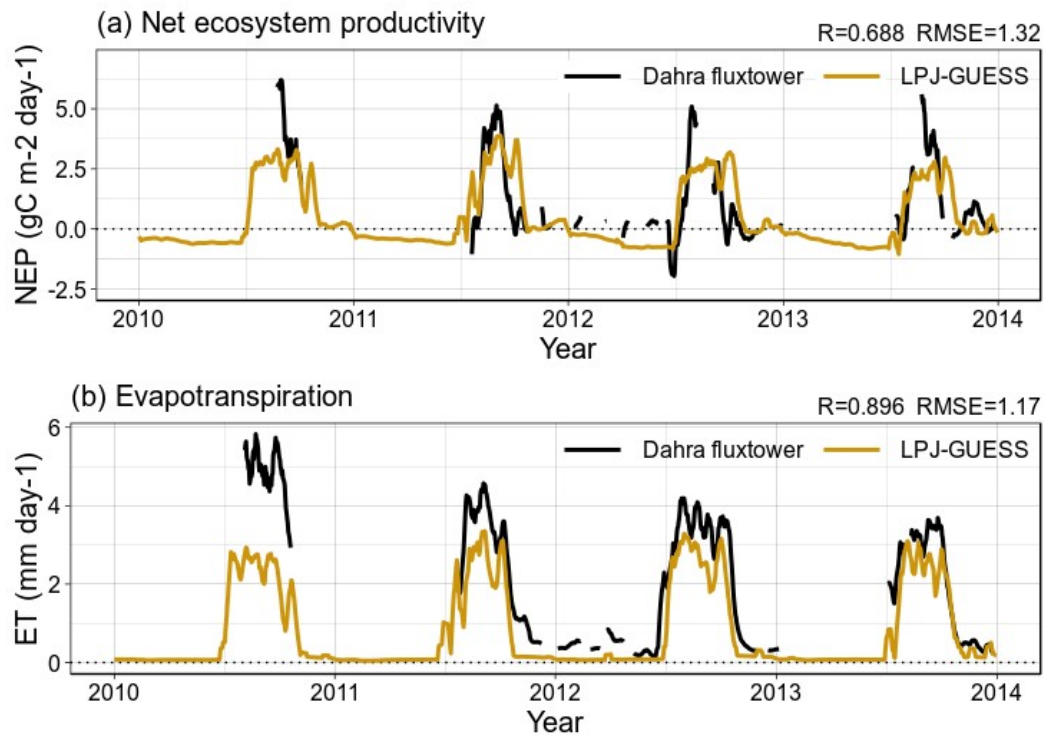 (a) Net ecosystem productivity
R=0.688 RMSE=1.32
Dahra fluxtower LPJ-GUESS
NEP (gC m-2 day-1)
5.0
2.5
0.0
-2.5
2010 2011 2012 2013 2014
Year
(b) Evapotranspiration
R=0.896 RMSE=1.17
Dahra fluxtower LPJ-GUESS
ET (mm day-1)
6
4
2
0
2010 2011 2012 2013 2014
Year